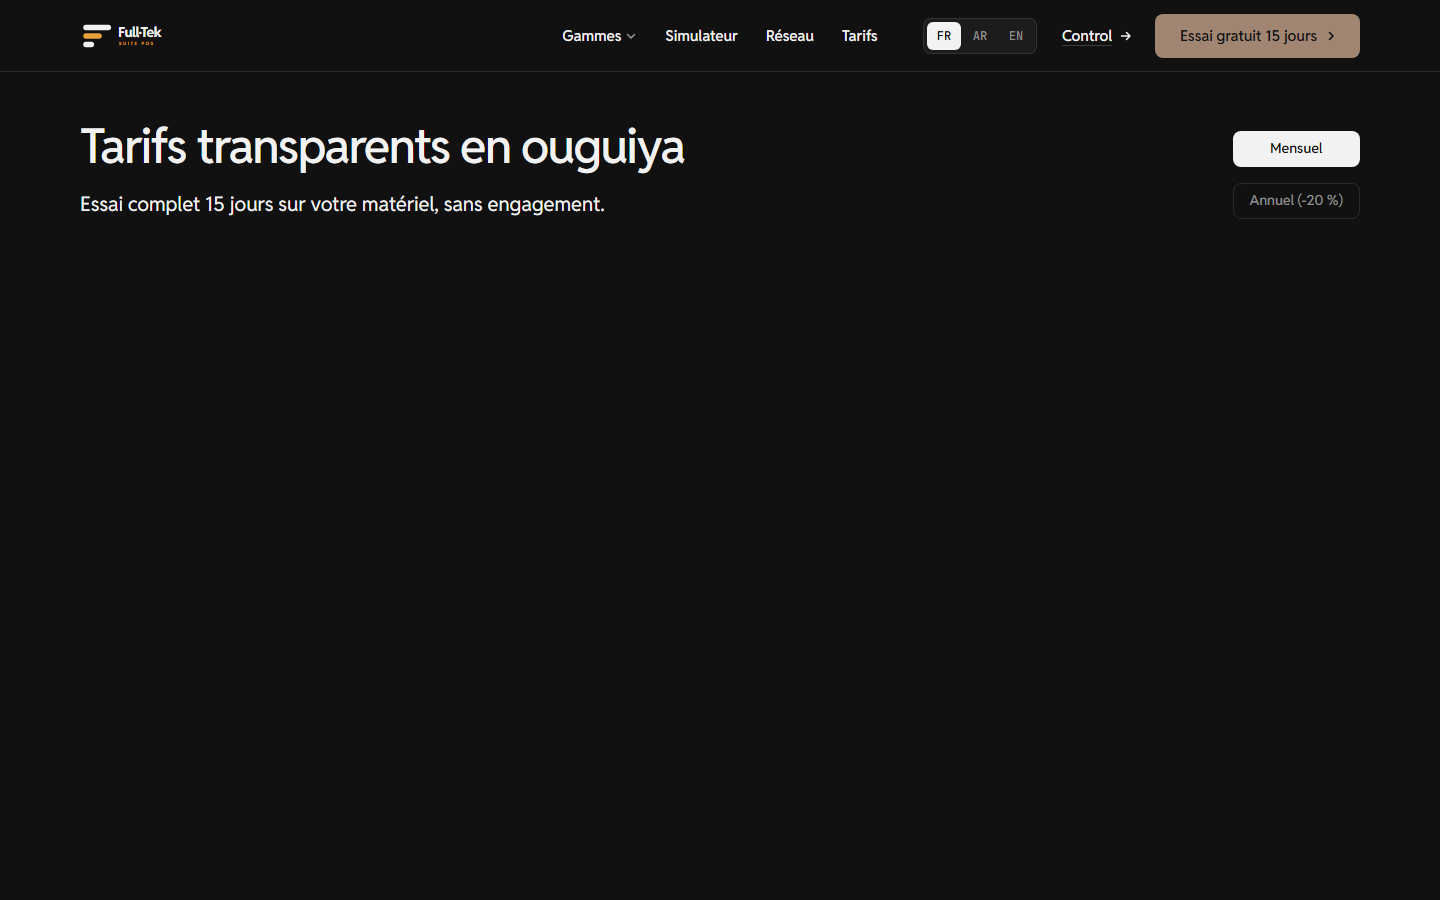 Full-Tek
SUITE POS
Gammes
Simulateur
Réseau
Tarifs
FR
AR
EN
Control →
Essai gratuit 15 jours
Tarifs transparents en ouguiya
Essai complet 15 jours sur votre matériel, sans engagement.
Mensuel
Annuel (-20 %)